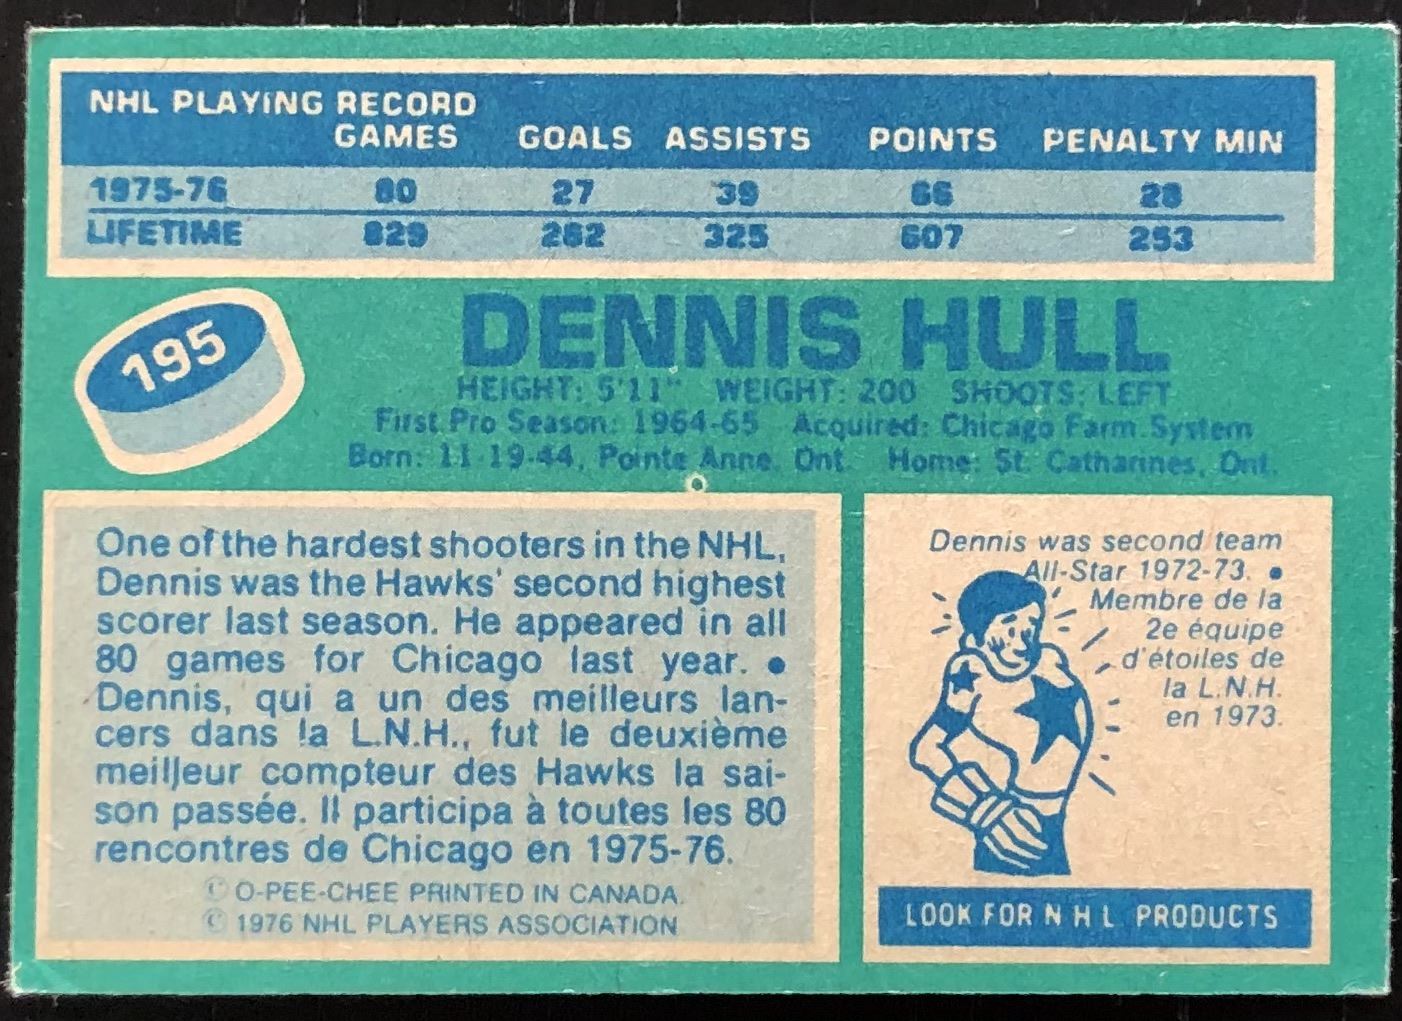 NHL PLAYING RECORD
GAMES GOALS ASSISTS POINTS PENALTY MIN
1975-76 80 27 39 66 28
LIFETIME 829 282 325 607 253
195
DENNIS HULL
HEIGHT: 5'11" WEIGHT: 200 SHOOTS: LEFT
First Pro Season: 1964-65 Acquired: Chicago Farm System
Born: 11-19-44, Pointe Anne, Ont. Home: St. Catharines, Ont.
One of the hardest shooters in the NHL,
Dennis was the Hawks' second highest
scorer last season. He appeared in all
80 games for Chicago last year. •
Dennis, qui a un des meilleurs lan-
cers dans la L.N.H., fut le deuxième
meilleur compteur des Hawks la sai-
son passée. Il participa à toutes les 80
rencontres de Chicago en 1975-76.
© O-PEE-CHEE PRINTED IN CANADA.
© 1976 NHL PLAYERS ASSOCIATION
Dennis was second team
All-Star 1972-73. •
Membre de la
2e équipe
d'étoiles de
la L.N.H.
en 1973.
LOOK FOR N H L PRODUCTS